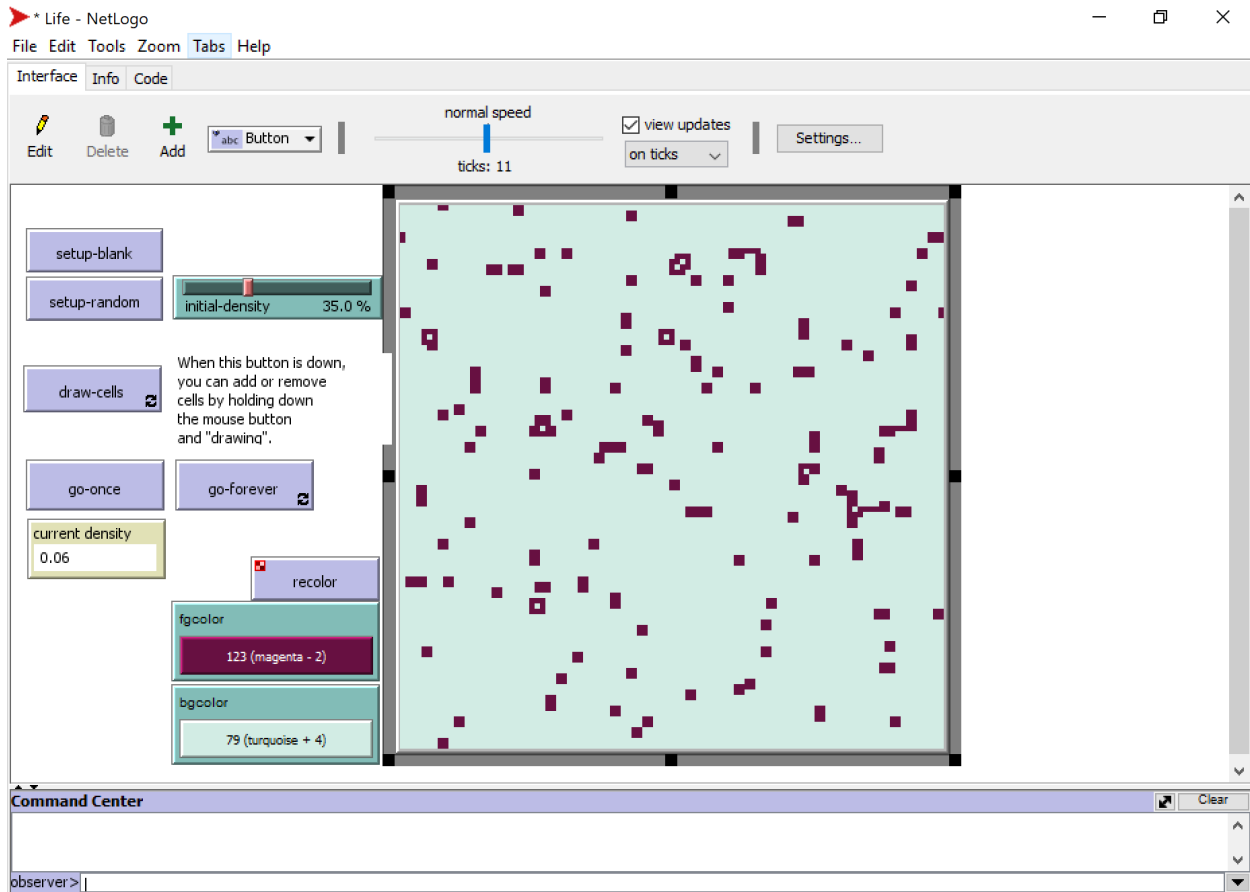 * Life - NetLogo
File Edit Tools Zoom Tabs Help
Interface Info Code
normal speed
view updates
Edit Delete Add abc Button ticks: 11 on ticks Settings...
setup-blank
setup-random
initial-density 35.0 %
When this button is down,
you can add or remove
cells by holding down
the mouse button
and "drawing".
draw-cells
go-once go-forever
current density
0.06
recolor
fgcolor
123 (magenta - 2)
bgcolor
79 (turquoise + 4)
Command Center Clear
observer>